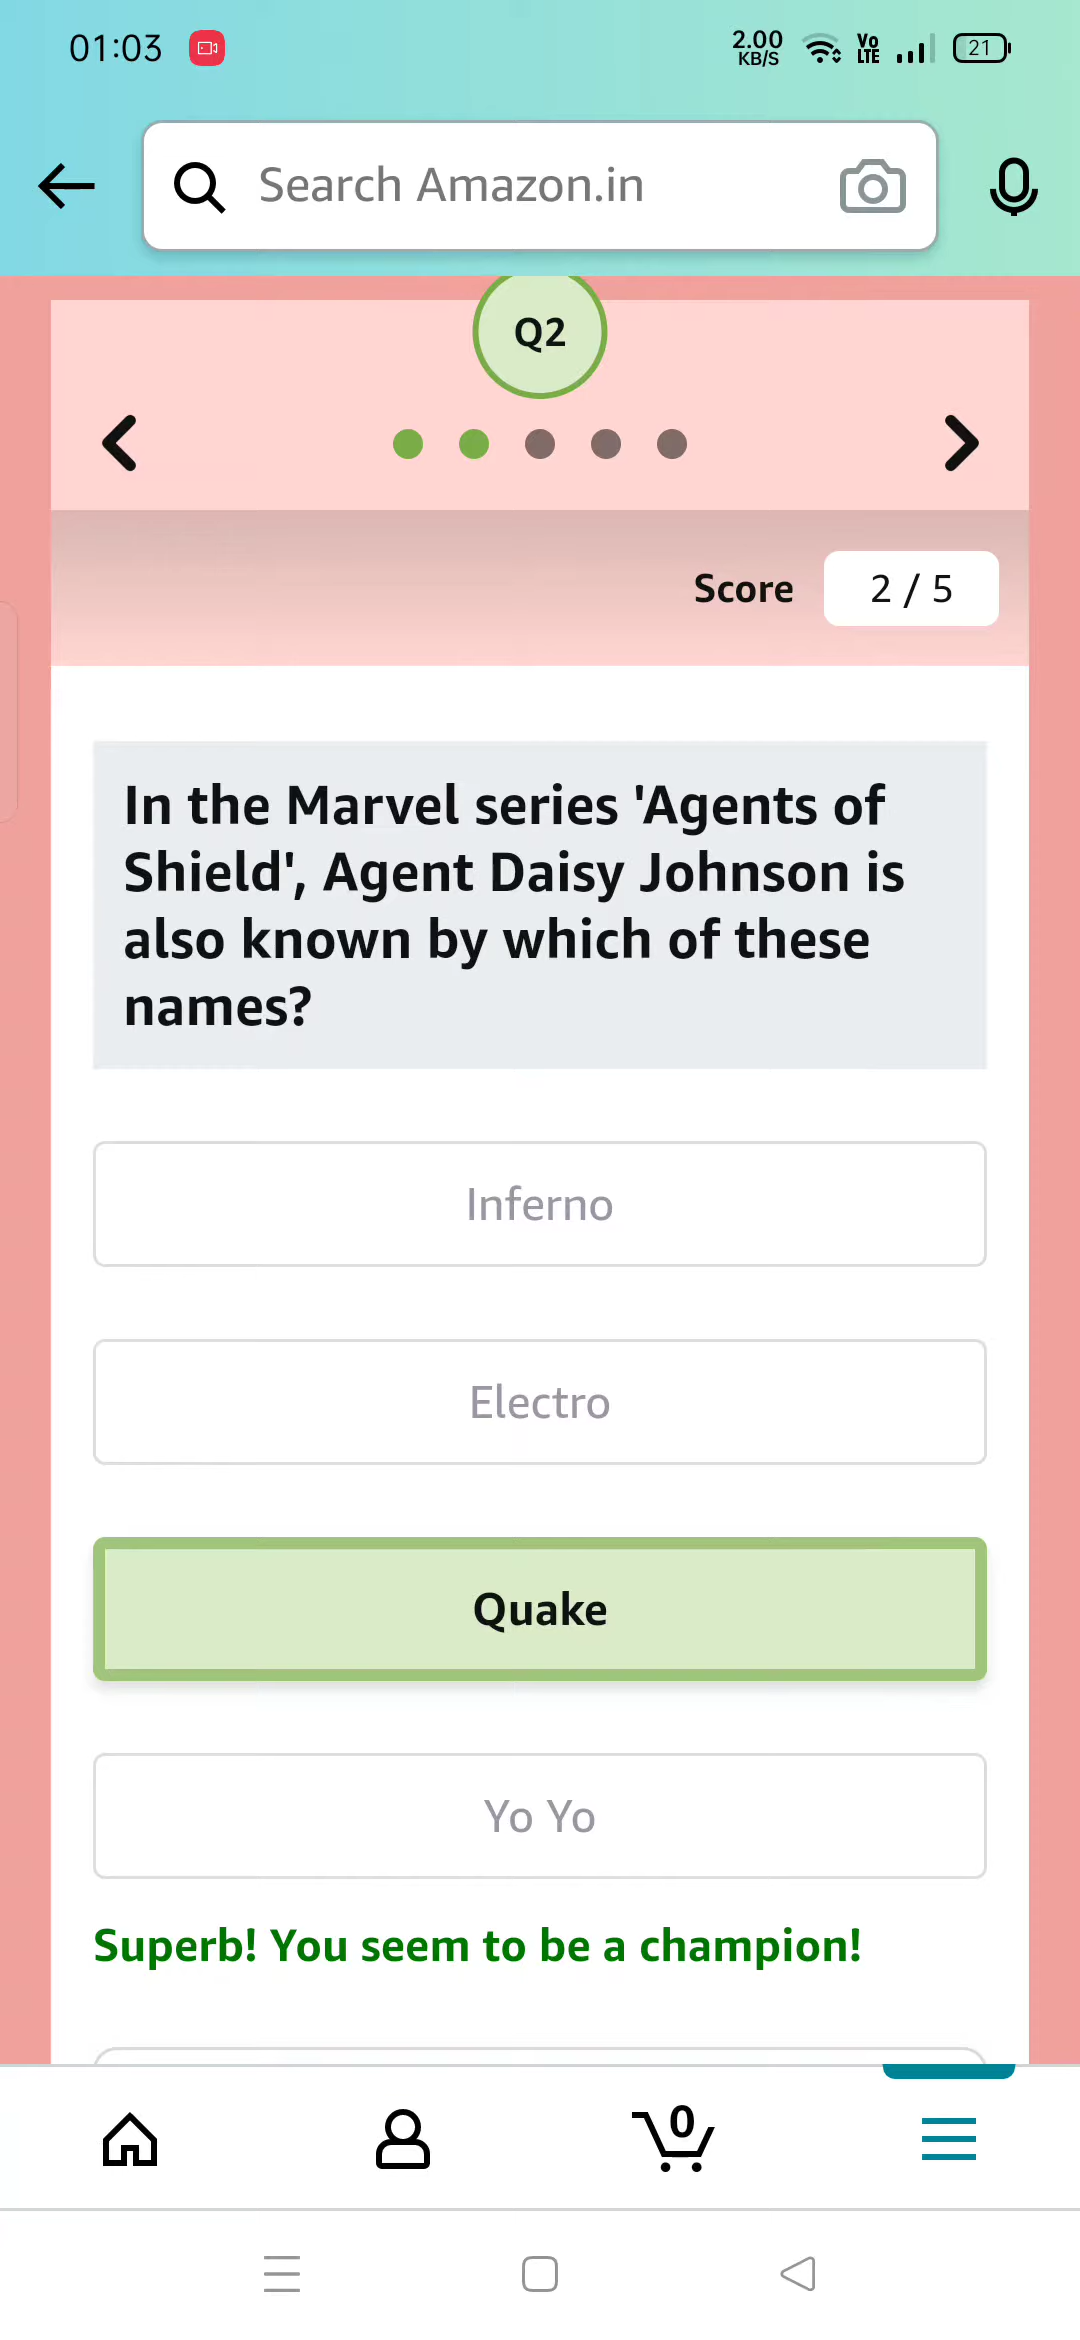 01:03
2.00
KB/S
Vo
LTE
21
Search Amazon.in
Q2
Score
2 / 5
In the Marvel series 'Agents of
Shield', Agent Daisy Johnson is
also known by which of these
names?
Inferno
Electro
Quake
Yo Yo
Superb! You seem to be a champion!
0